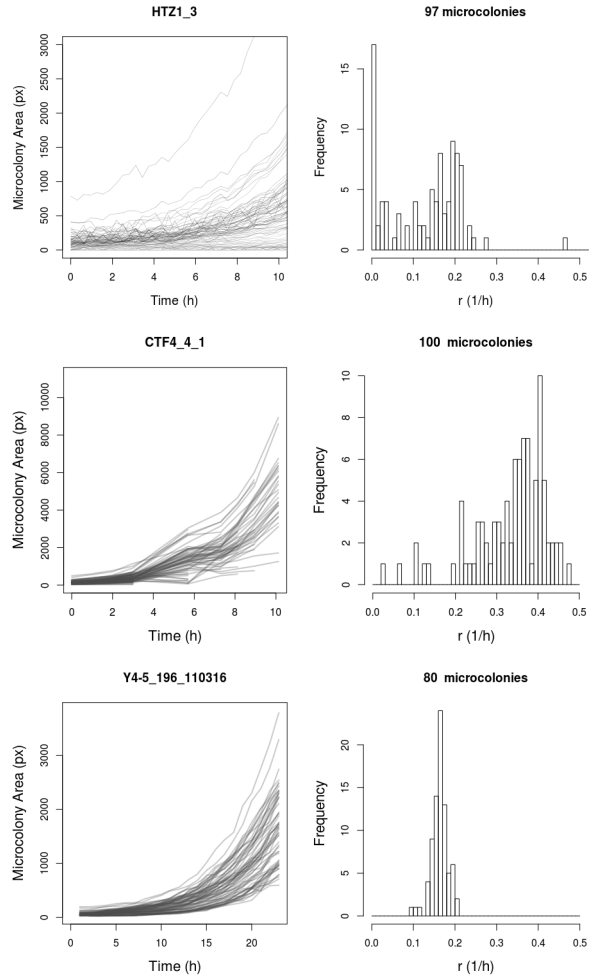 HTZ1_3
97 microcolonies
Microcolony Area (px)
3000
2500
2000
1500
1000
500
0
0 2 4 6 8 10
Time (h)
Frequency
15
10
5
0
0.0 0.1 0.2 0.3 0.4 0.5
r (1/h)
CTF4_4_1
100 microcolonies
Microcolony Area (px)
10000
8000
6000
4000
2000
0
0 2 4 6 8 10
Time (h)
Frequency
10
8
6
4
2
0
0.0 0.1 0.2 0.3 0.4 0.5
r (1/h)
Y4-5_196_110316
80 microcolonies
Microcolony Area (px)
3000
2000
1000
0
0 5 10 15 20
Time (h)
Frequency
20
15
10
5
0
0.0 0.1 0.2 0.3 0.4 0.5
r (1/h)